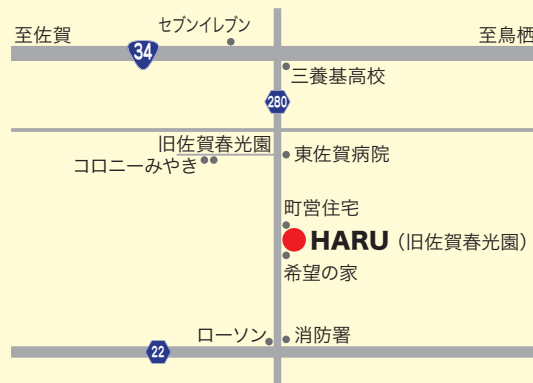 至佐賀
セブンイレブン
至鳥栖
34
三養基高校
280
旧佐賀春光園
コロニーみやき
東佐賀病院
町営住宅
HARU（旧佐賀春光園）
希望の家
ローソン
消防署
22